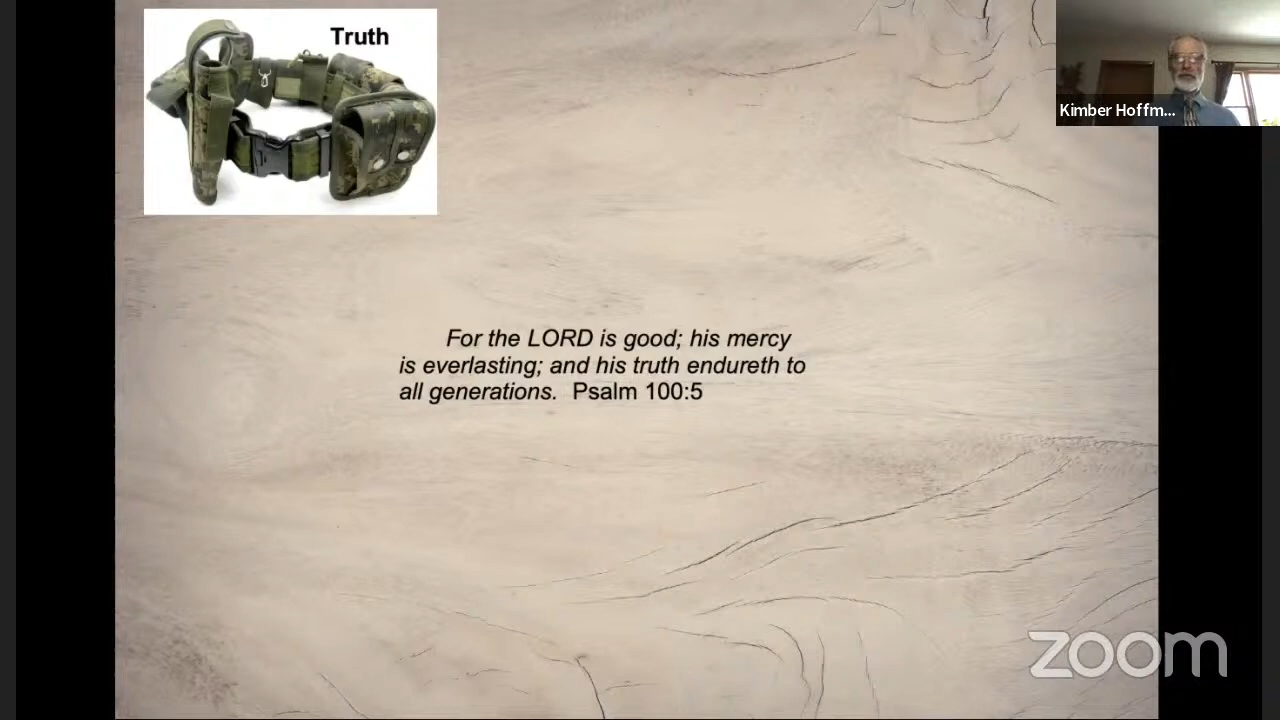 Truth
Kimber Hoffm...
For the LORD is good; his mercy
is everlasting; and his truth endureth to
all generations. Psalm 100:5
zoom